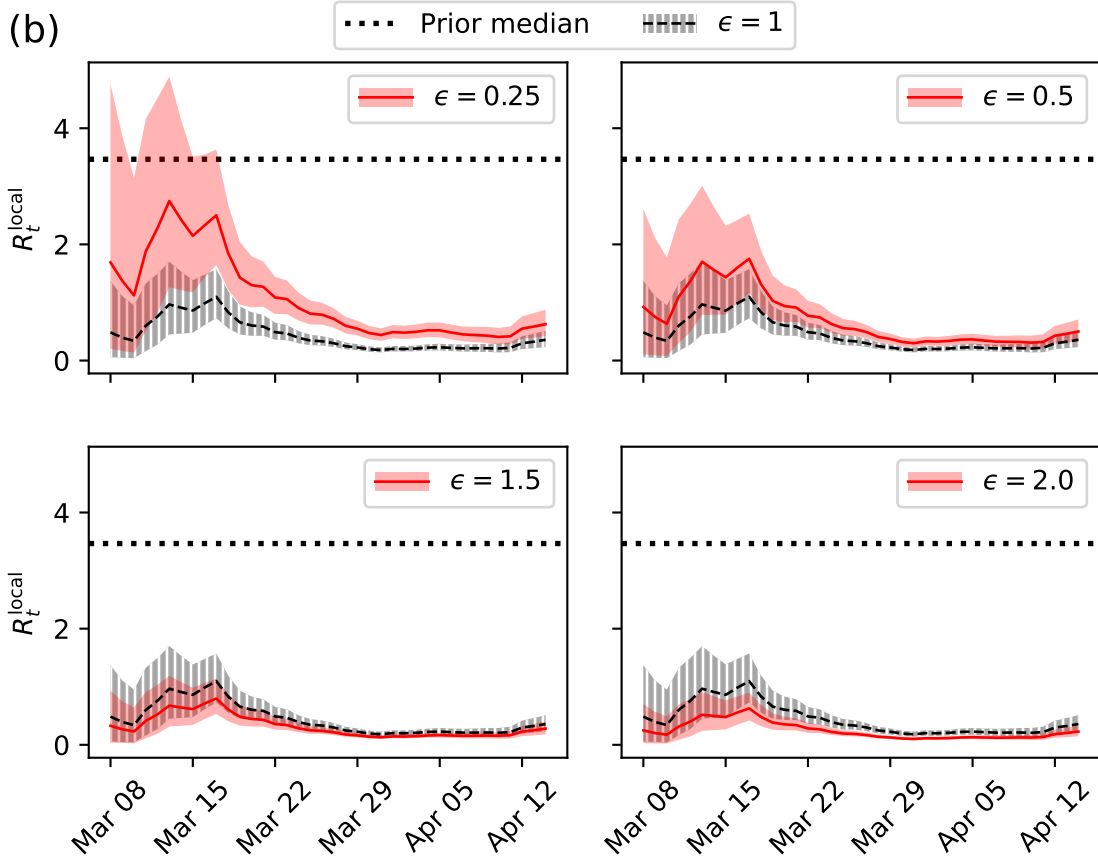 (b)
Prior median
ϵ = 1
ϵ = 0.25
4
2
0
R_t^local
ϵ = 0.5
ϵ = 1.5
4
2
0
R_t^local
ϵ = 2.0
Mar 08
Mar 15
Mar 22
Mar 29
Apr 05
Apr 12
Mar 08
Mar 15
Mar 22
Mar 29
Apr 05
Apr 12